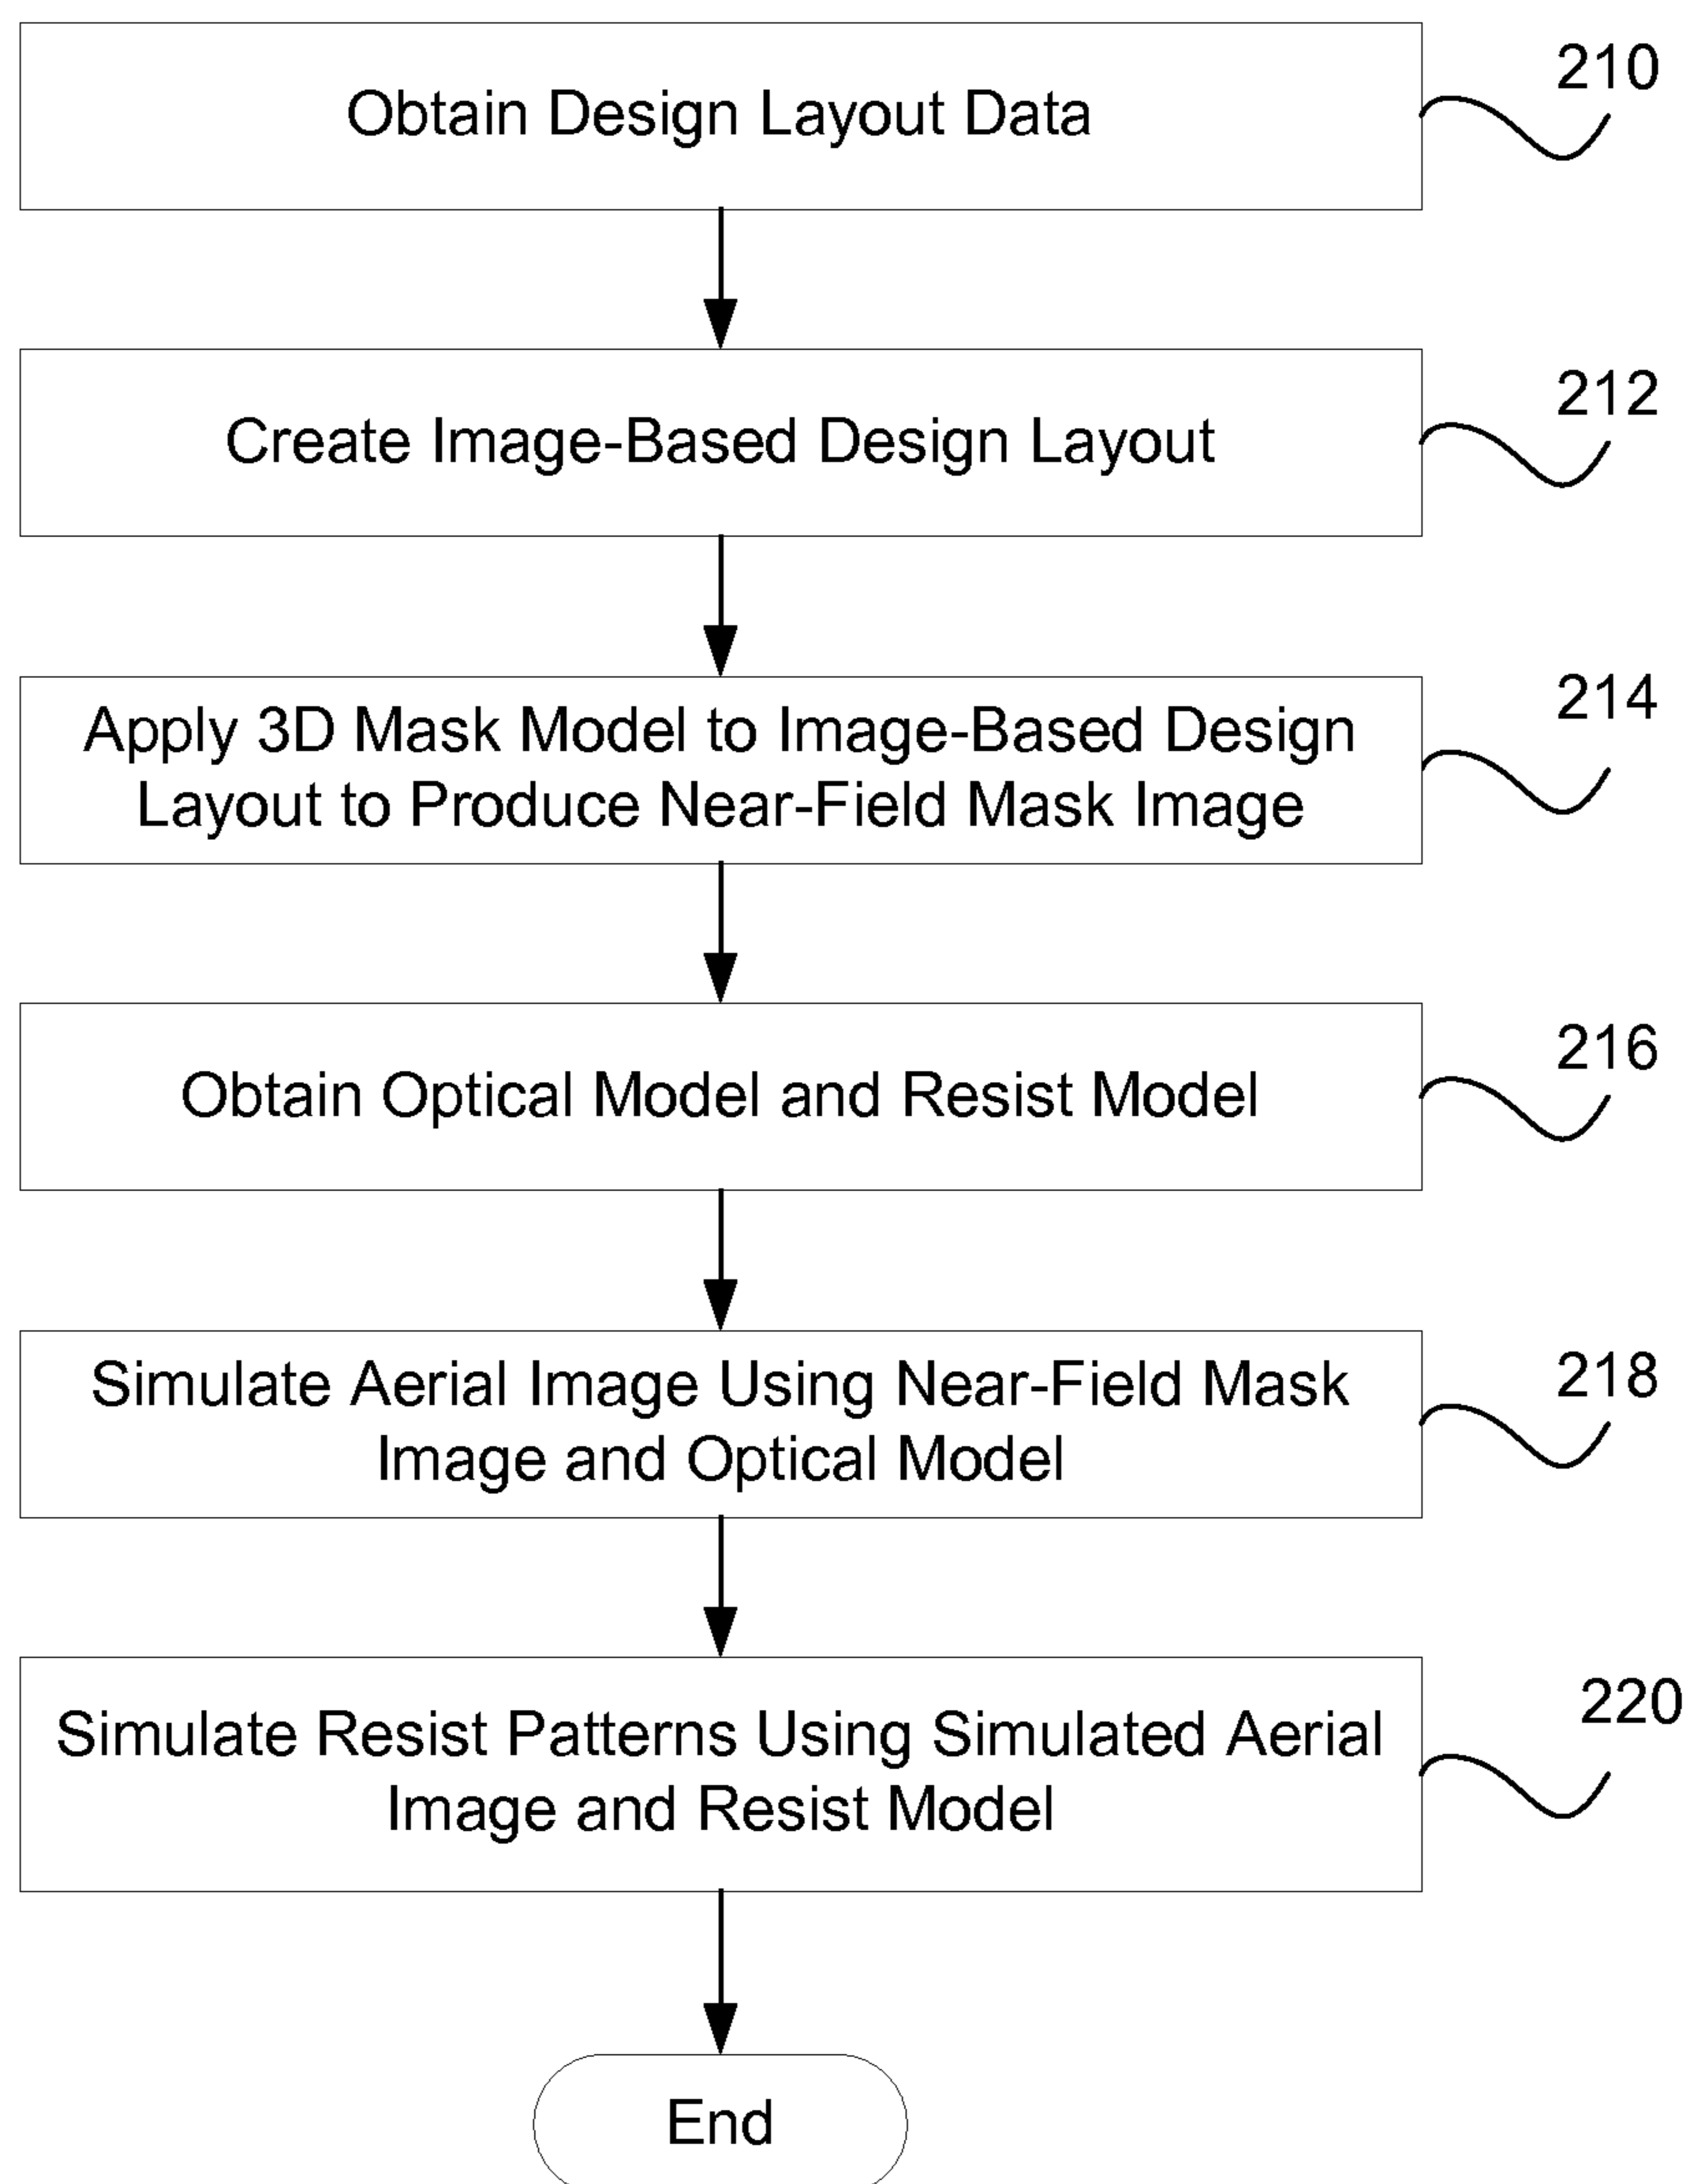 Obtain Design Layout Data
210
Create Image-Based Design Layout
212
Apply 3D Mask Model to Image-Based Design
Layout to Produce Near-Field Mask Image
214
Obtain Optical Model and Resist Model
216
Simulate Aerial Image Using Near-Field Mask
Image and Optical Model
218
Simulate Resist Patterns Using Simulated Aerial
Image and Resist Model
220
End